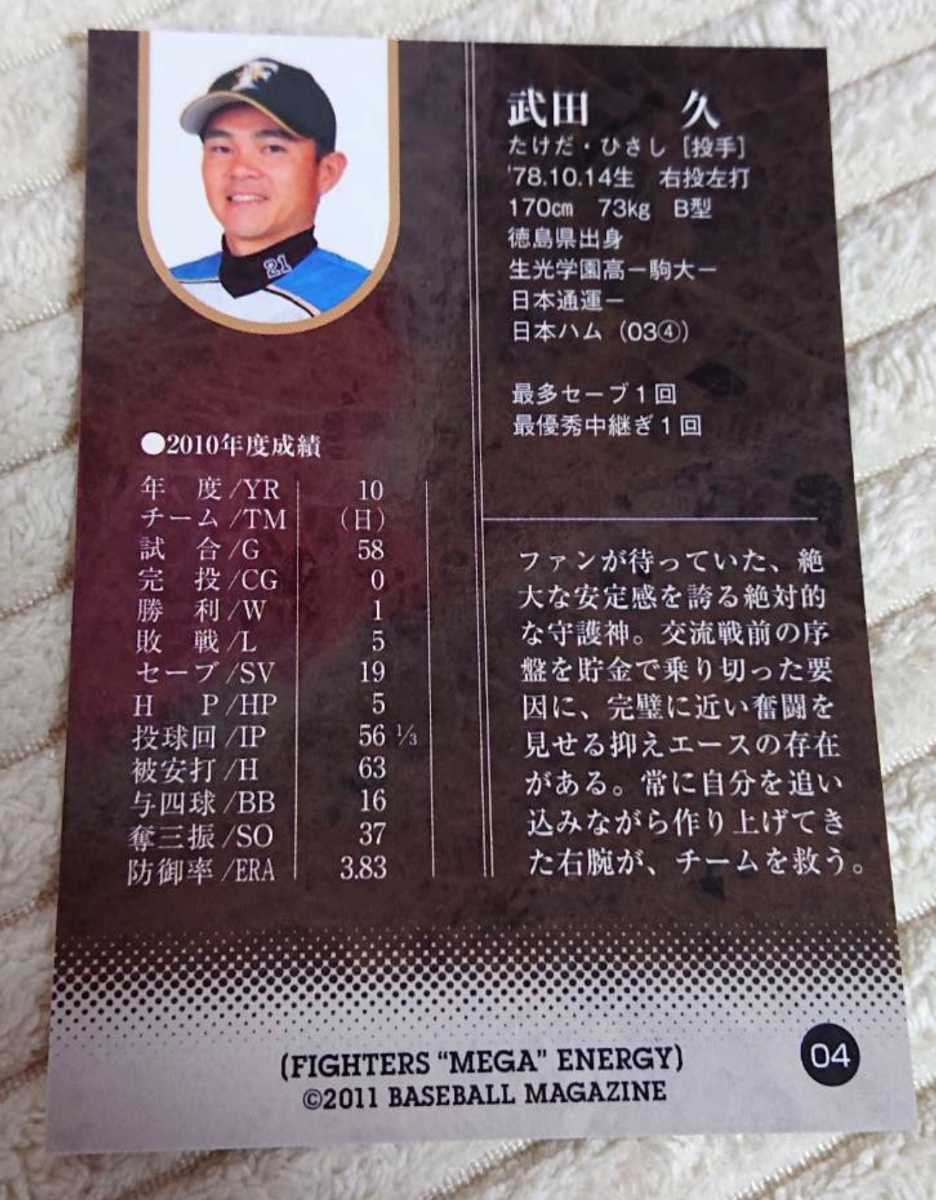 F
21
武田 久
たけだ・ひさし [投手]
'78.10.14生 右投左打
170cm 73kg B型
徳島県出身
生光学園高ー駒大ー
日本通運ー
日本ハム (03④)
最多セーブ1回
最優秀中継ぎ1回
●2010年度成績
年度/YR 10
チーム/TM (日)
試合/G 58
完投/CG 0
勝利/W 1
敗戦/L 5
セーブ/SV 19
H P/HP 5
投球回/IP 56 1/3
被安打/H 63
与四球/BB 16
奪三振/SO 37
防御率/ERA 3.83
ファンが待っていた、絶
大な安定感を誇る絶対的
な守護神。交流戦前の序
盤を貯金で乗り切った要
因に、完璧に近い奮闘を
見せる抑えエースの存在
がある。常に自分を追い
込みながら作り上げてき
た右腕が、チームを救う。
(FIGHTERS "MEGA" ENERGY)
©2011 BASEBALL MAGAZINE
04